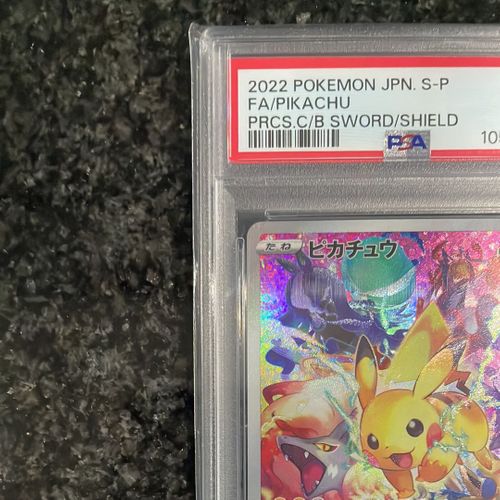 2022 POKEMON JPN. S-P
FA/PIKACHU
PRCS.C/B SWORD/SHIELD
PSA
たね ピカチュウ